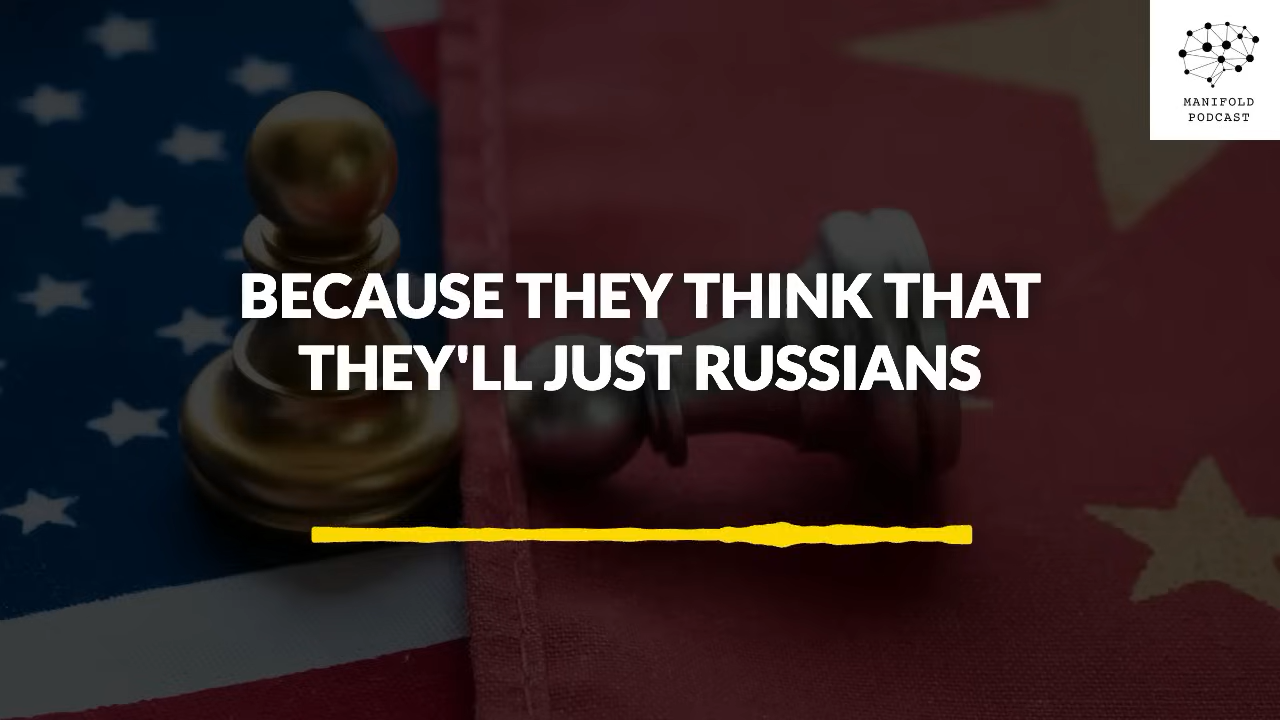 MANIFOLD
PODCAST
BECAUSE THEY THINK THAT
THEY'LL JUST RUSSIANS